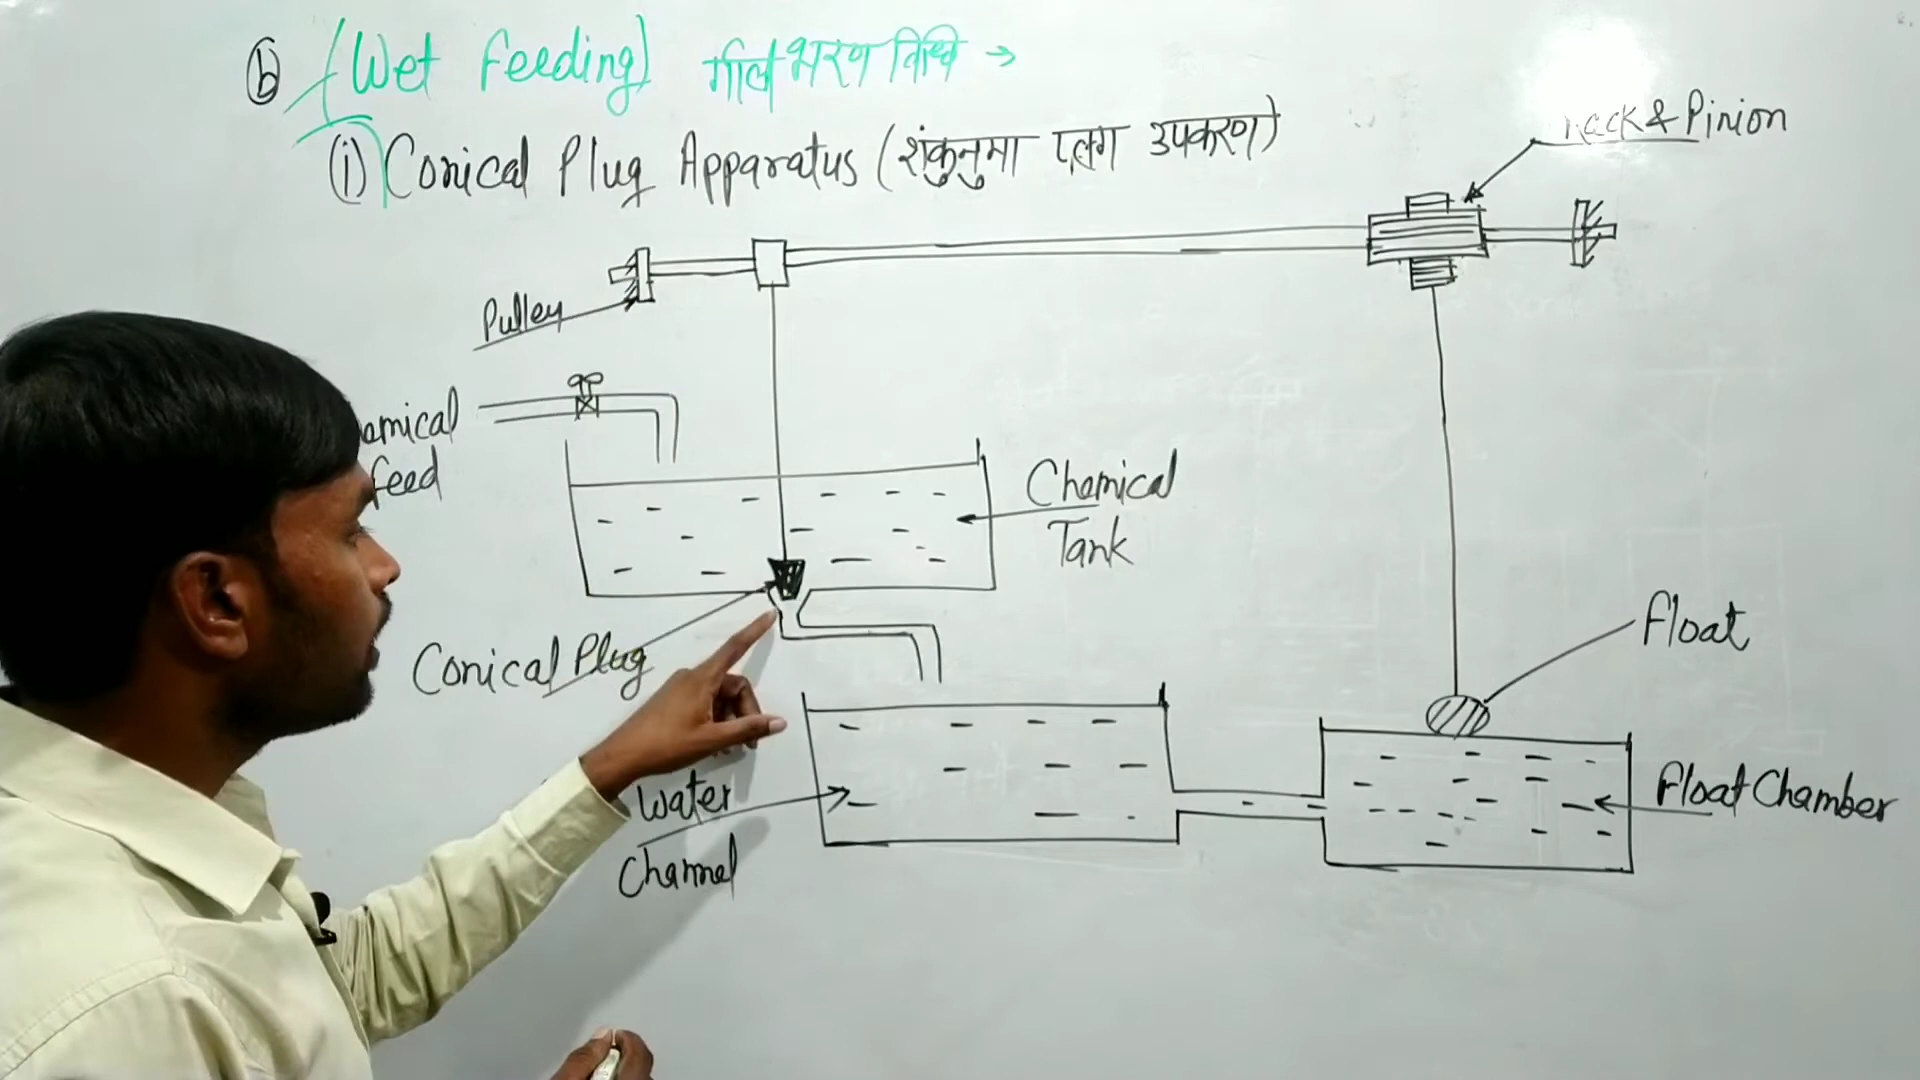 b (Wet Feeding) गीली भरण विधि →
(i) Conical Plug Apparatus (शंकुनुमा प्लग उपकरण)
Rack & Pinion
Pulley
emical
feed
Chemical
Tank
Conical Plug
Float
Water
Channel
Float Chamber